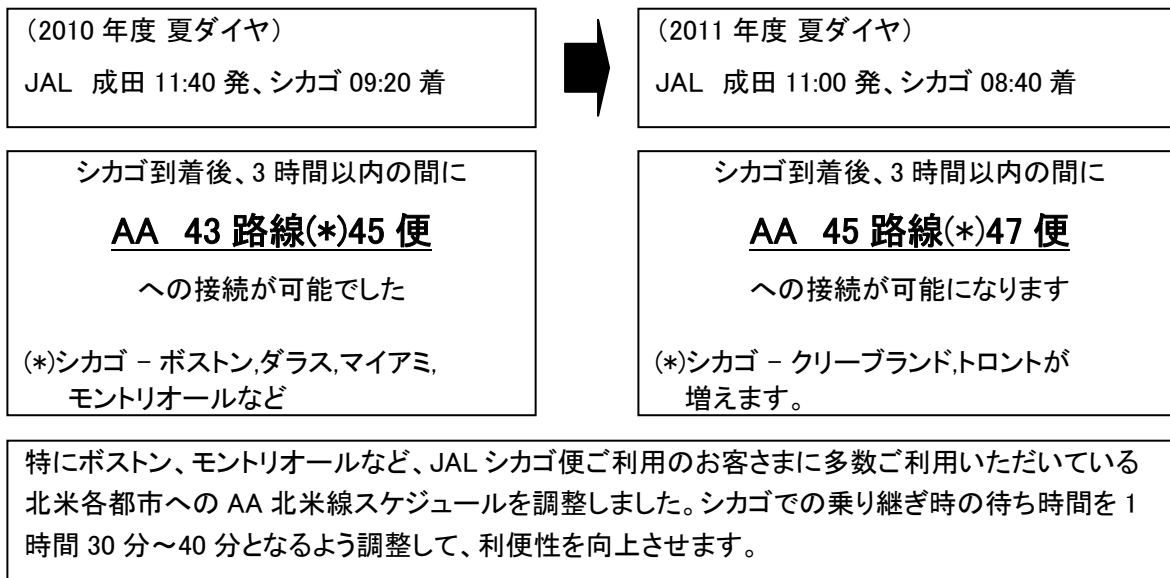 (2010 年度 夏ダイヤ)
JAL 成田 11:40 発、シカゴ 09:20 着
(2011 年度 夏ダイヤ)
JAL 成田 11:00 発、シカゴ 08:40 着
シカゴ到着後、3 時間以内の間に
AA 43 路線(*)45 便
への接続が可能でした
(*)シカゴ − ボストン,ダラス,マイアミ,
モントリオールなど
シカゴ到着後、3 時間以内の間に
AA 45 路線(*)47 便
への接続が可能になります
(*)シカゴ − クリーブランド,トロントが
増えます。
特にボストン、モントリオールなど、JAL シカゴ便ご利用のお客さまに多数ご利用いただいている
北米各都市への AA 北米線スケジュールを調整しました。シカゴでの乗り継ぎ時の待ち時間を 1
時間 30 分~40 分となるよう調整して、利便性を向上させます。